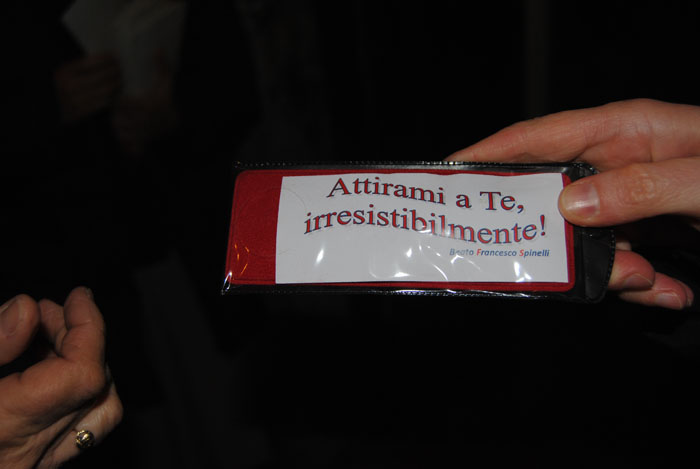 Attirami a Te,
irresistibilmente!
Beato Francesco Spinelli